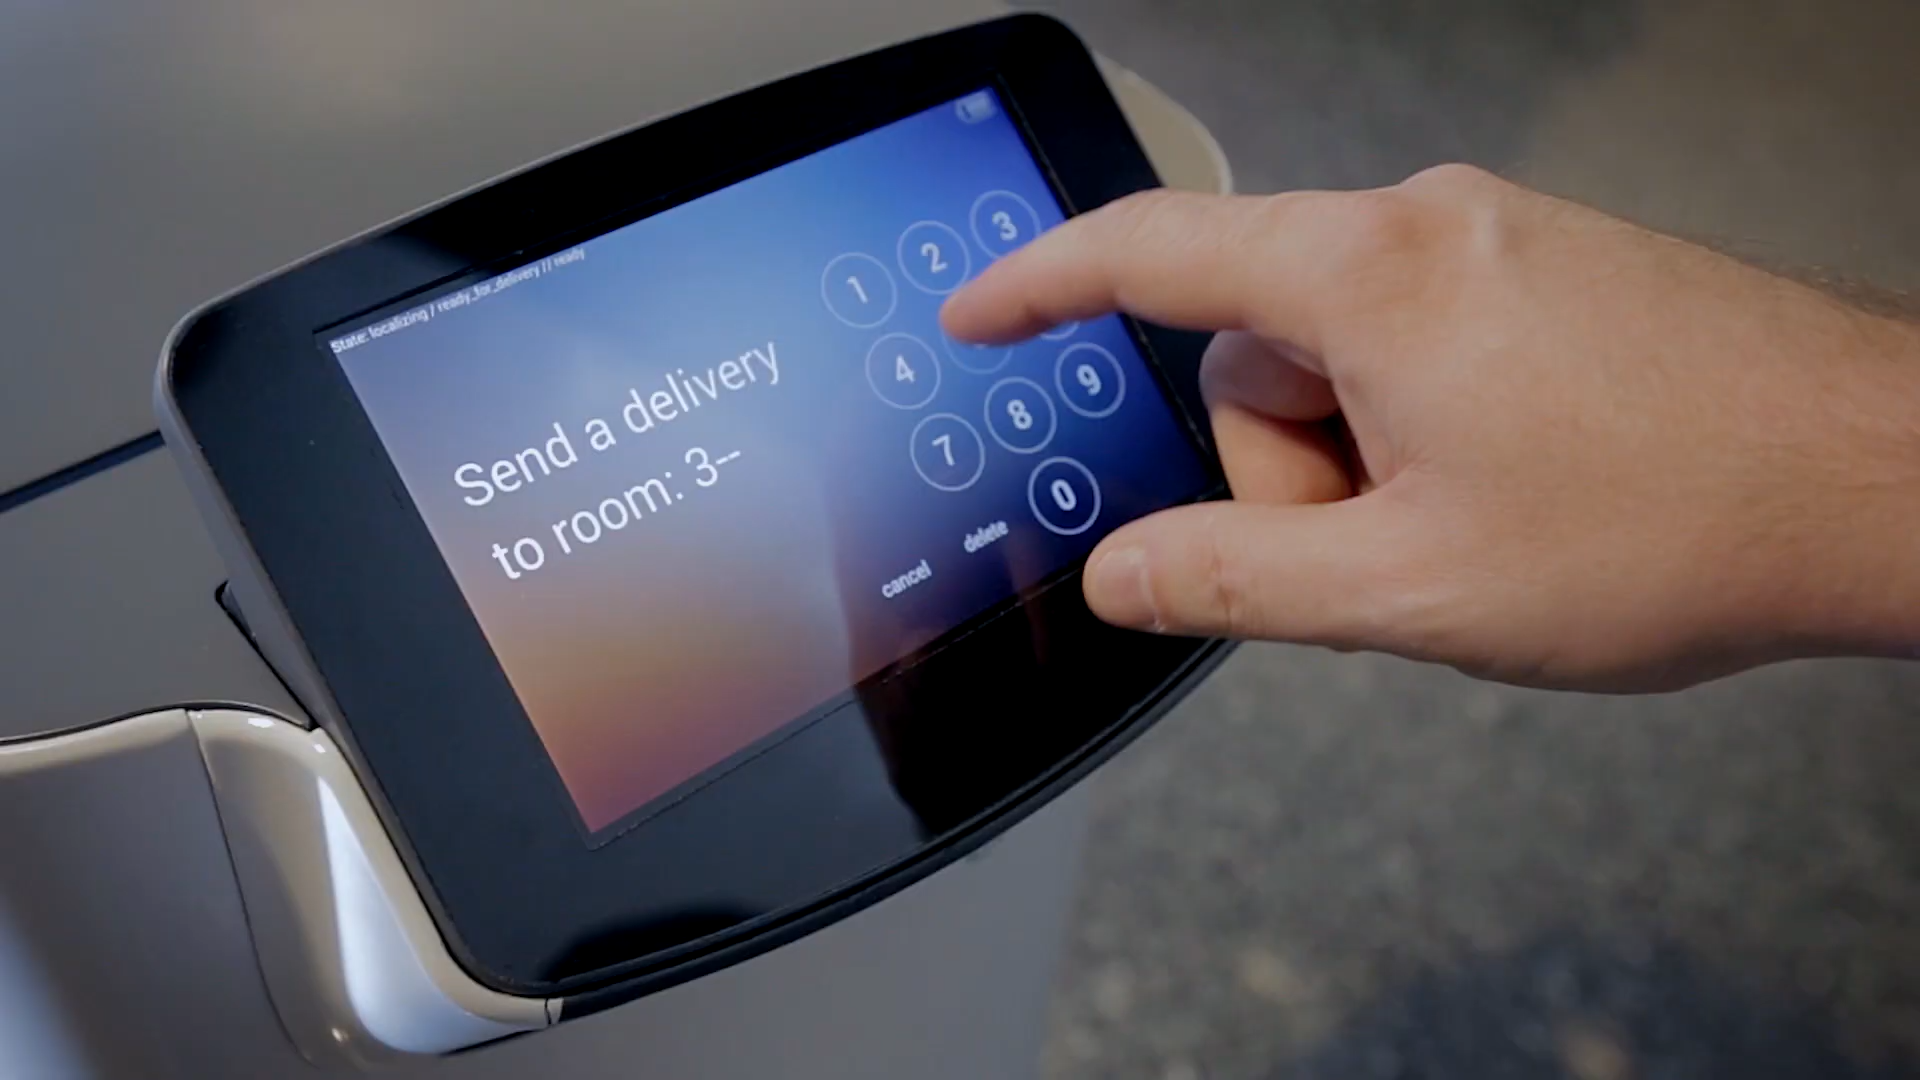 State: localizing / ready_for_delivery // ready
Send a delivery
to room: 3--
1 2 3
4
7 8 9
0
cancel delete